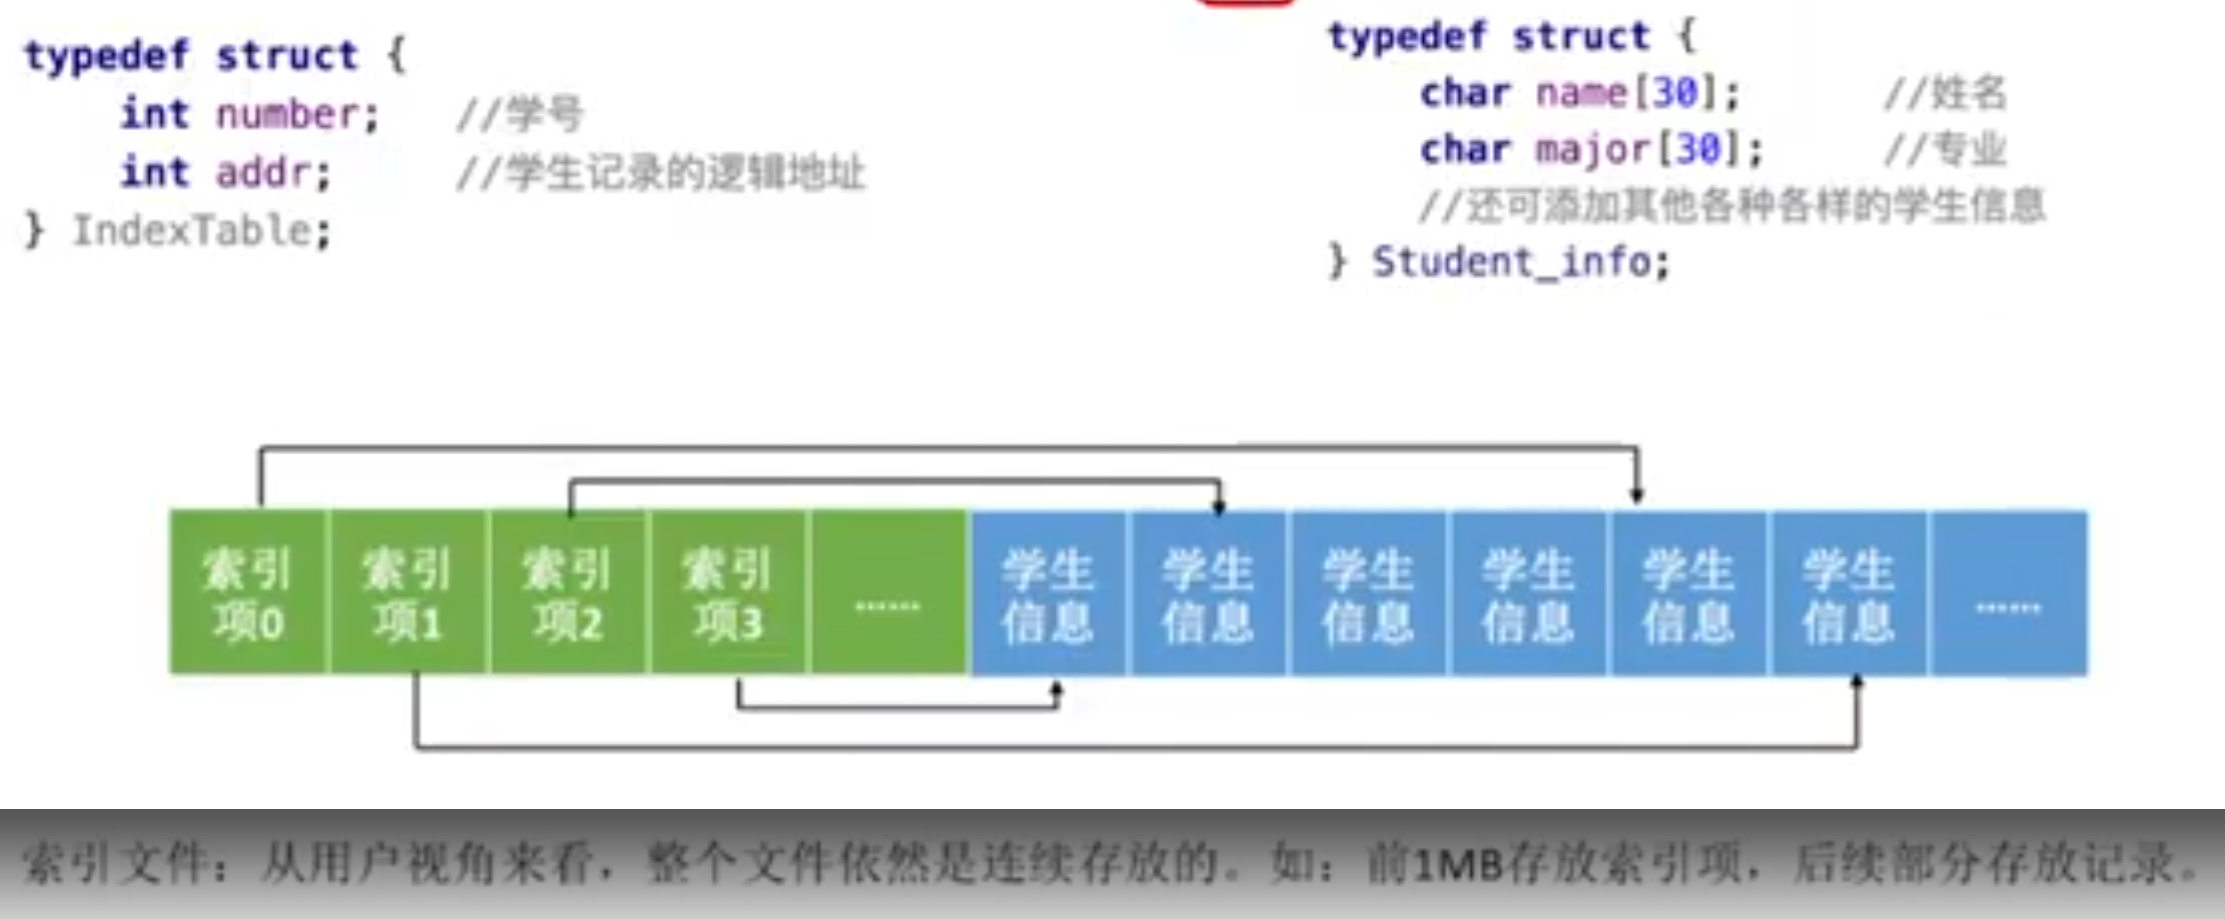 typedef struct {
int number; //学号
int addr; //学生记录的逻辑地址
} IndexTable;
typedef struct {
char name[30]; //姓名
char major[30]; //专业
//还可添加其他各种各样的学生信息
} Student_info;
索引项0
索引项1
索引项2
索引项3
......
学生信息
学生信息
学生信息
学生信息
学生信息
学生信息
......
索引文件：从用户视角来看，整个文件依然是连续存放的。如：前1MB存放索引项，后续部分存放记录。